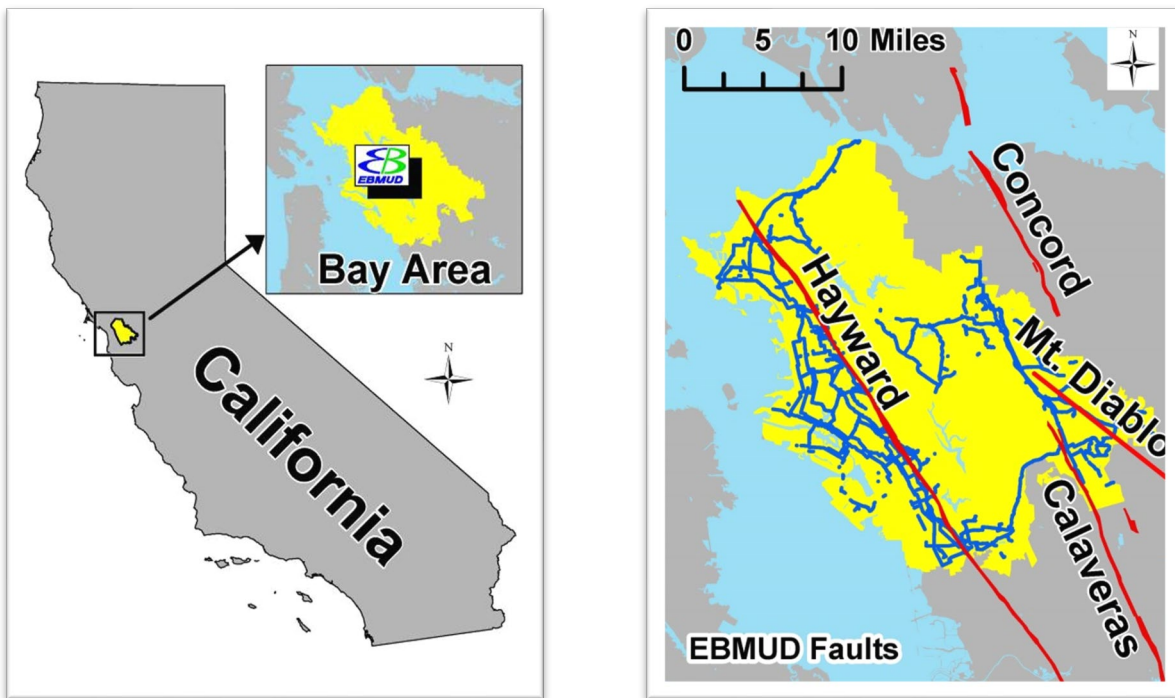 EBMUD
Bay Area
N
California
0 5 10 Miles
N
Concord
Hayward
Mt. Diablo
Calaveras
EBMUD Faults